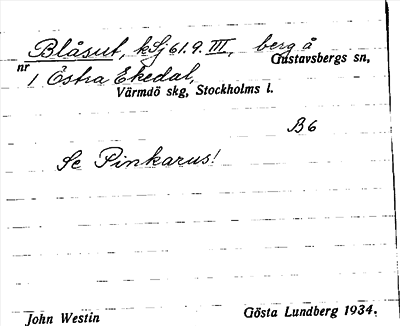 Blåsut, kSj 61.9. III, berg å
Gustavsbergs sn,
nr 1 Östra Ekedal,
Värmdö skg, Stockholms l.
B6
Se Pinkarus!
John Westin
Gösta Lundberg 1934.